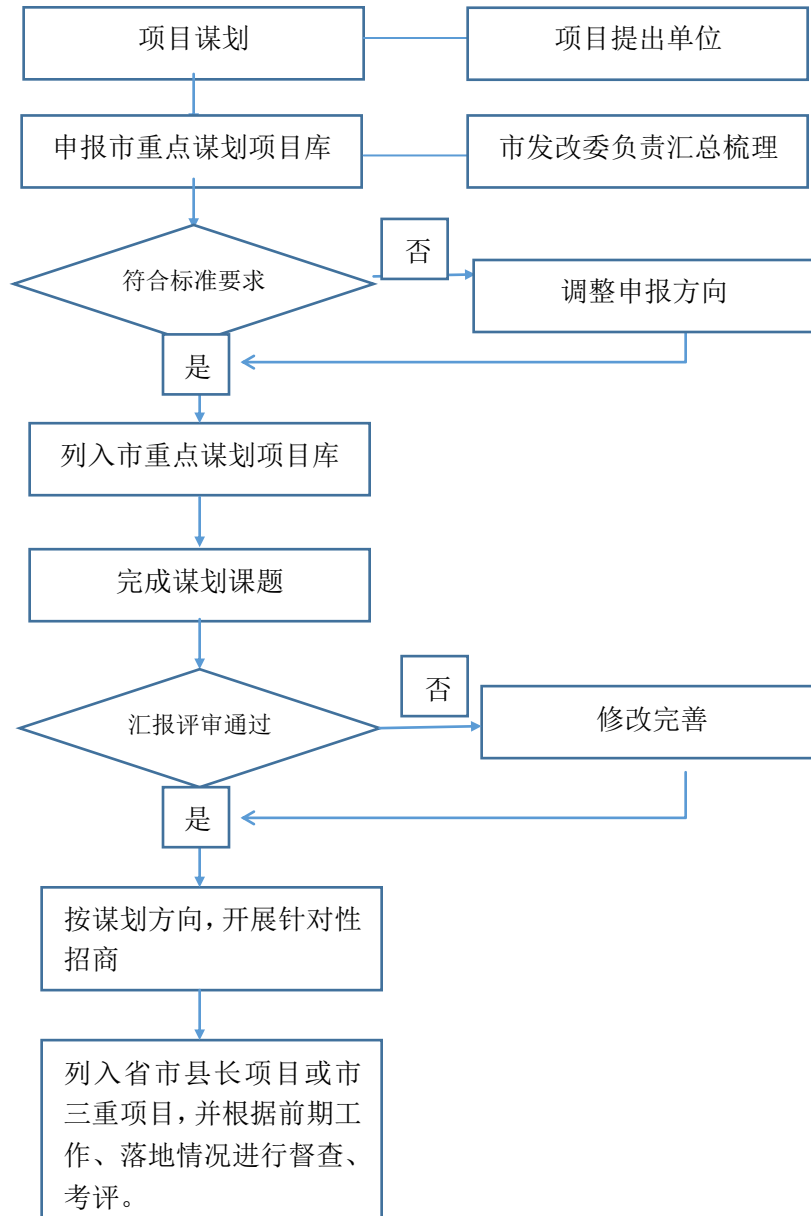 项目谋划
项目提出单位
申报市重点谋划项目库
市发改委负责汇总梳理
符合标准要求
否
调整申报方向
是
列入市重点谋划项目库
完成谋划课题
汇报评审通过
否
修改完善
是
按谋划方向，开展针对性
招商
列入省市县长项目或市
三重项目，并根据前期工
作、落地情况进行督查、
考评。